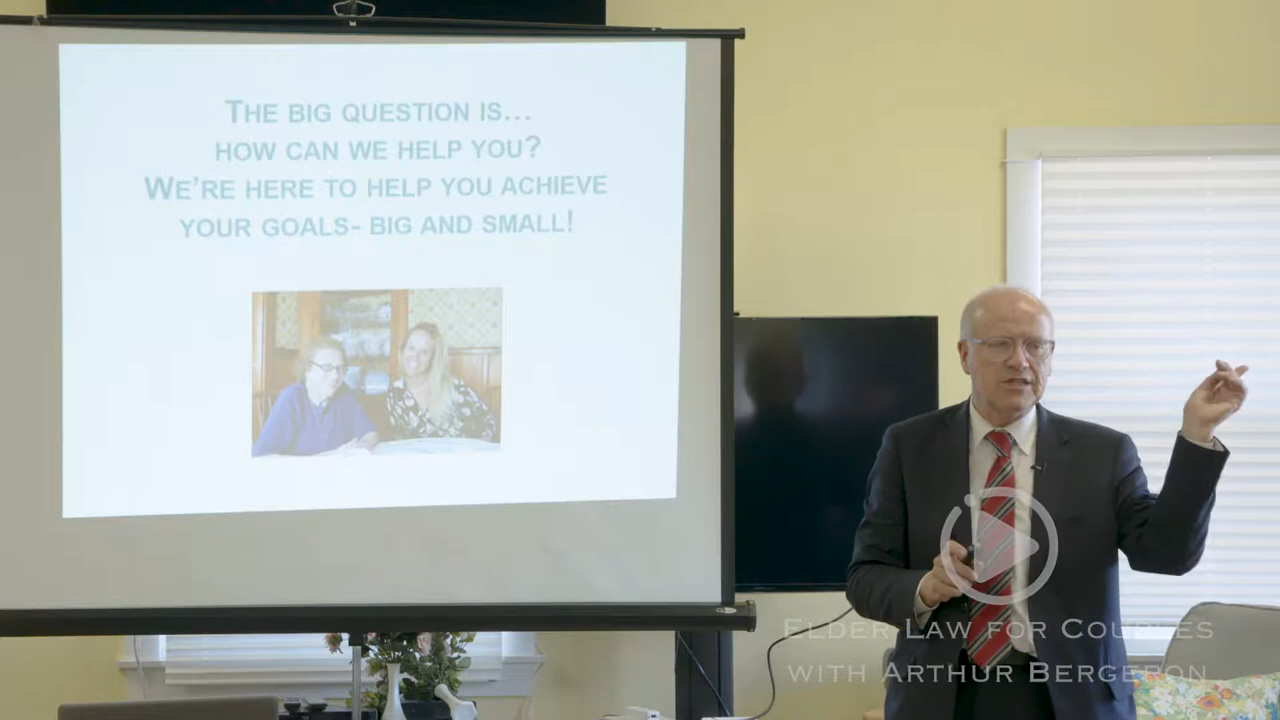 THE BIG QUESTION IS...
HOW CAN WE HELP YOU?
WE'RE HERE TO HELP YOU ACHIEVE
YOUR GOALS- BIG AND SMALL!
ELDER LAW FOR COUPLES
WITH ARTHUR BERGERON